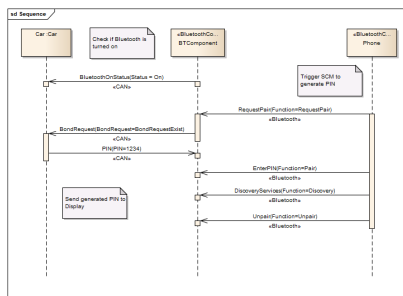 sd Sequence
Car :Car
Check if Bluetooth is
turned on
«BluetoothCo...
BTComponent
«BluetoothC...
Phone
BluetoothOnStatus(Status = On)
«CAN»
Trigger SCM to
generate PIN
RequestPair(Function=RequestPair)
«Bluetooth»
BondRequest(BondRequest=BondRequestExist)
«CAN»
PIN(PIN=1234)
«CAN»
EnterPIN(Function=Pair)
«Bluetooth»
DiscoveryServices(Function=Discovery)
«Bluetooth»
Send generated PIN to
Display
Unpair(Function=Unpair)
«Bluetooth»